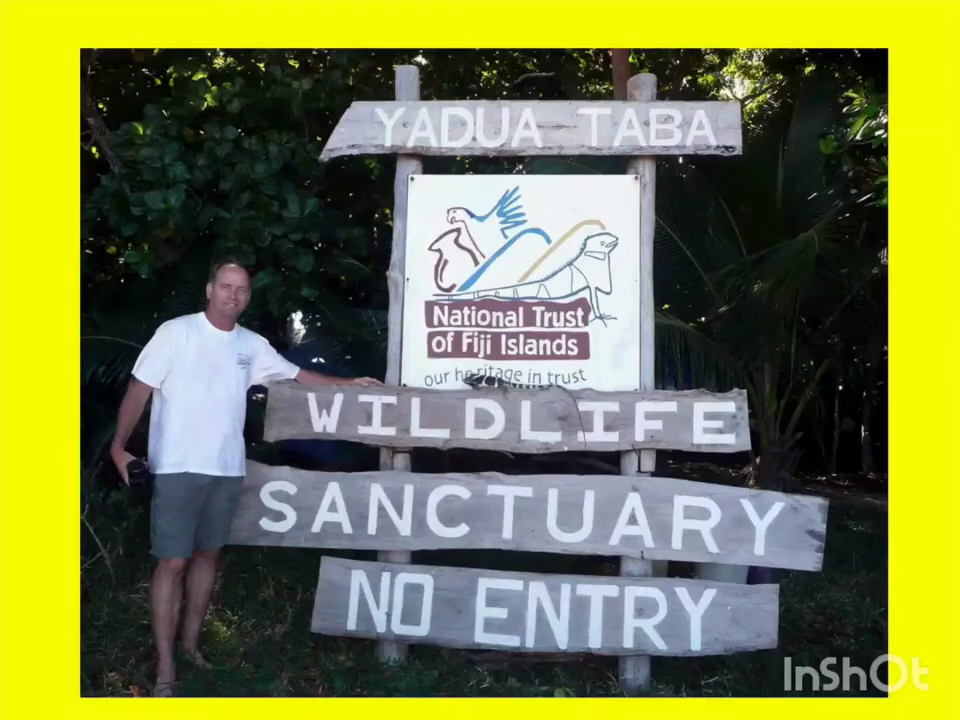 YADUA TABA
National Trust
of Fiji Islands
our heritage in trust
WILDLIFE
SANCTUARY
NO ENTRY
InShOt